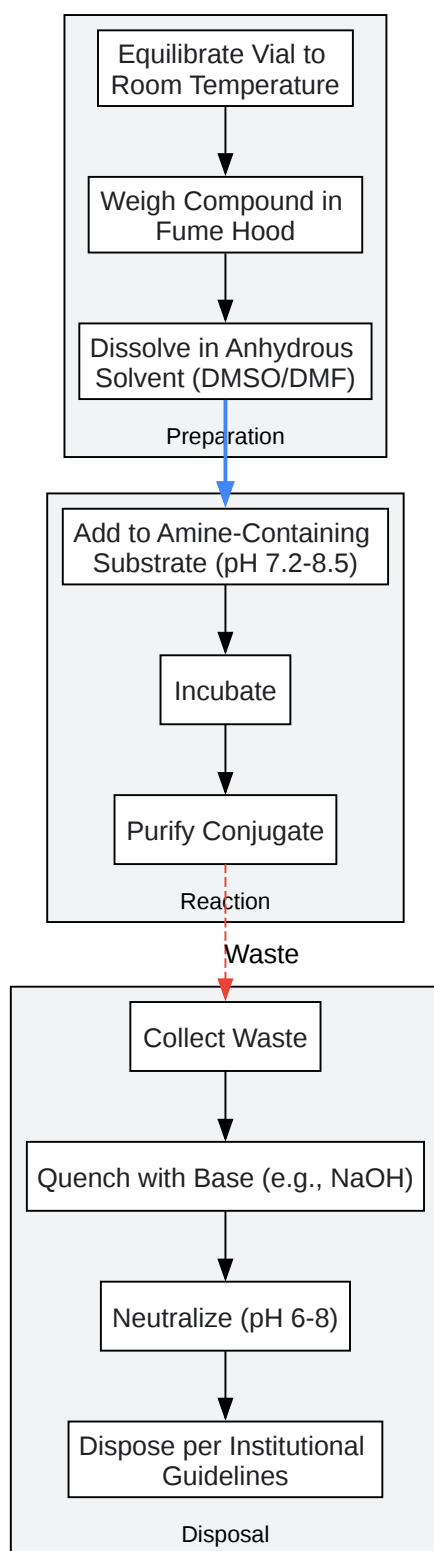 Equilibrate Vial to
Room Temperature
Weigh Compound in
Fume Hood
Dissolve in Anhydrous
Solvent (DMSO/DMF)
Preparation
Add to Amine-Containing
Substrate (pH 7.2-8.5)
Incubate
Purify Conjugate
Reaction
Waste
Collect Waste
Quench with Base (e.g., NaOH)
Neutralize (pH 6-8)
Dispose per Institutional
Guidelines
Disposal